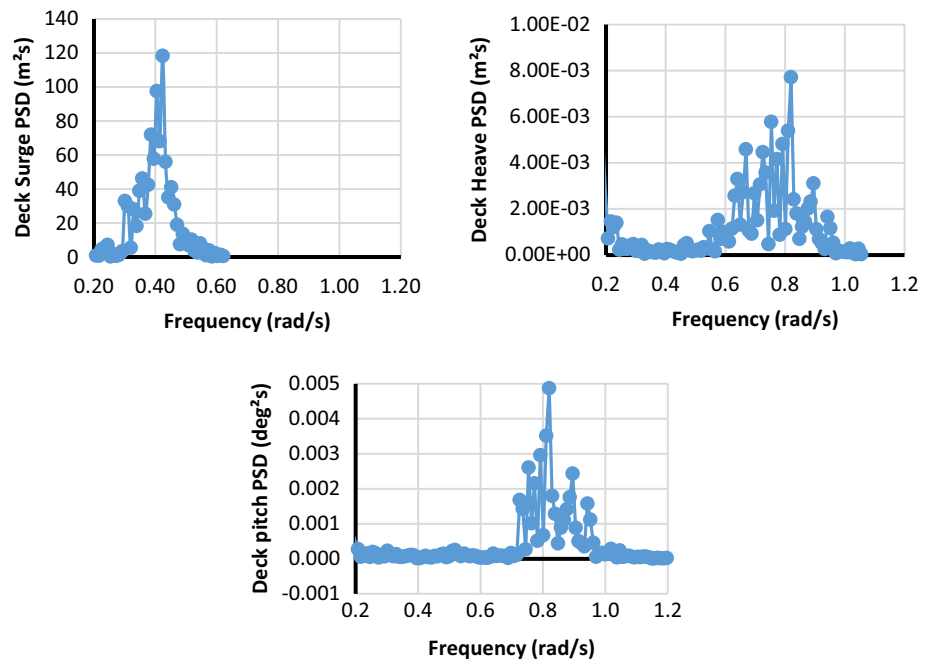 Deck Surge PSD (m²s)
140
120
100
80
60
40
20
0
0.20 0.40 0.60 0.80 1.00 1.20
Frequency (rad/s)
Deck Heave PSD (m²s)
1.00E-02
8.00E-03
6.00E-03
4.00E-03
2.00E-03
0.00E+00
0.2 0.4 0.6 0.8 1.0 1.2
Frequency (rad/s)
Deck pitch PSD (deg²s)
0.005
0.004
0.003
0.002
0.001
0.000
-0.001
0.2 0.4 0.6 0.8 1.0 1.2
Frequency (rad/s)